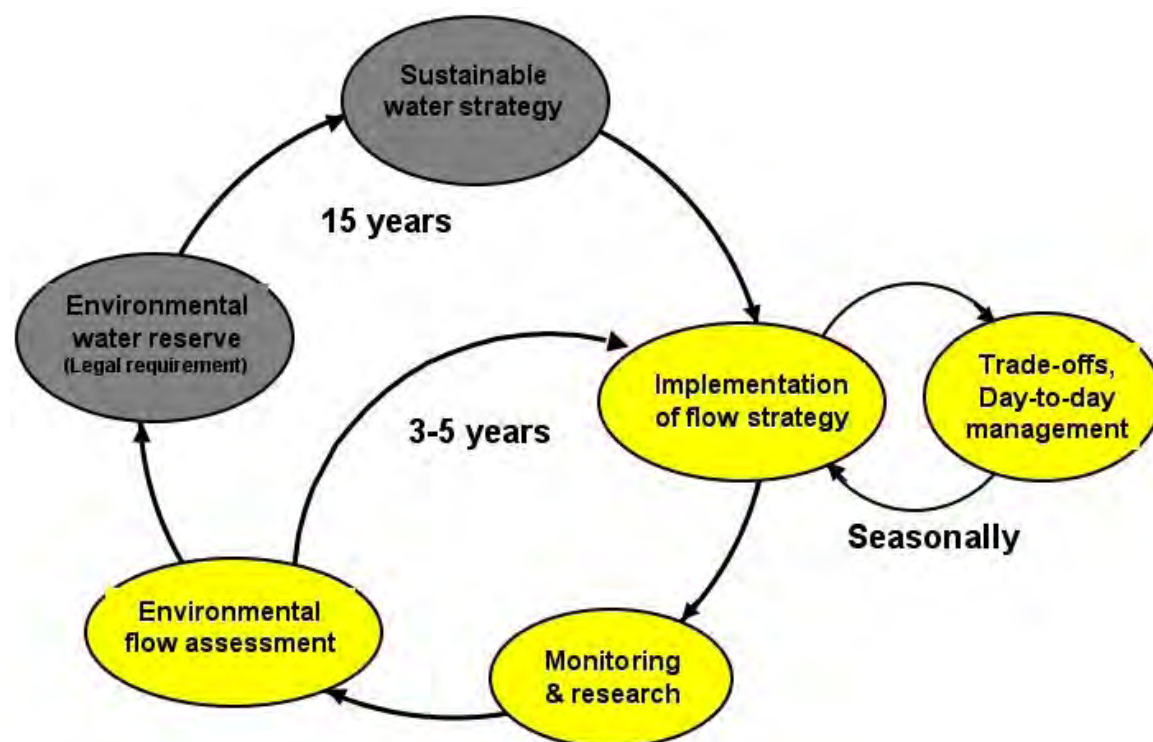 Sustainable
water strategy
15 years
Environmental
water reserve
(Legal requirement)
Implementation
of flow strategy
Trade-offs,
Day-to-day
management
3-5 years
Seasonally
Environmental
flow assessment
Monitoring
& research